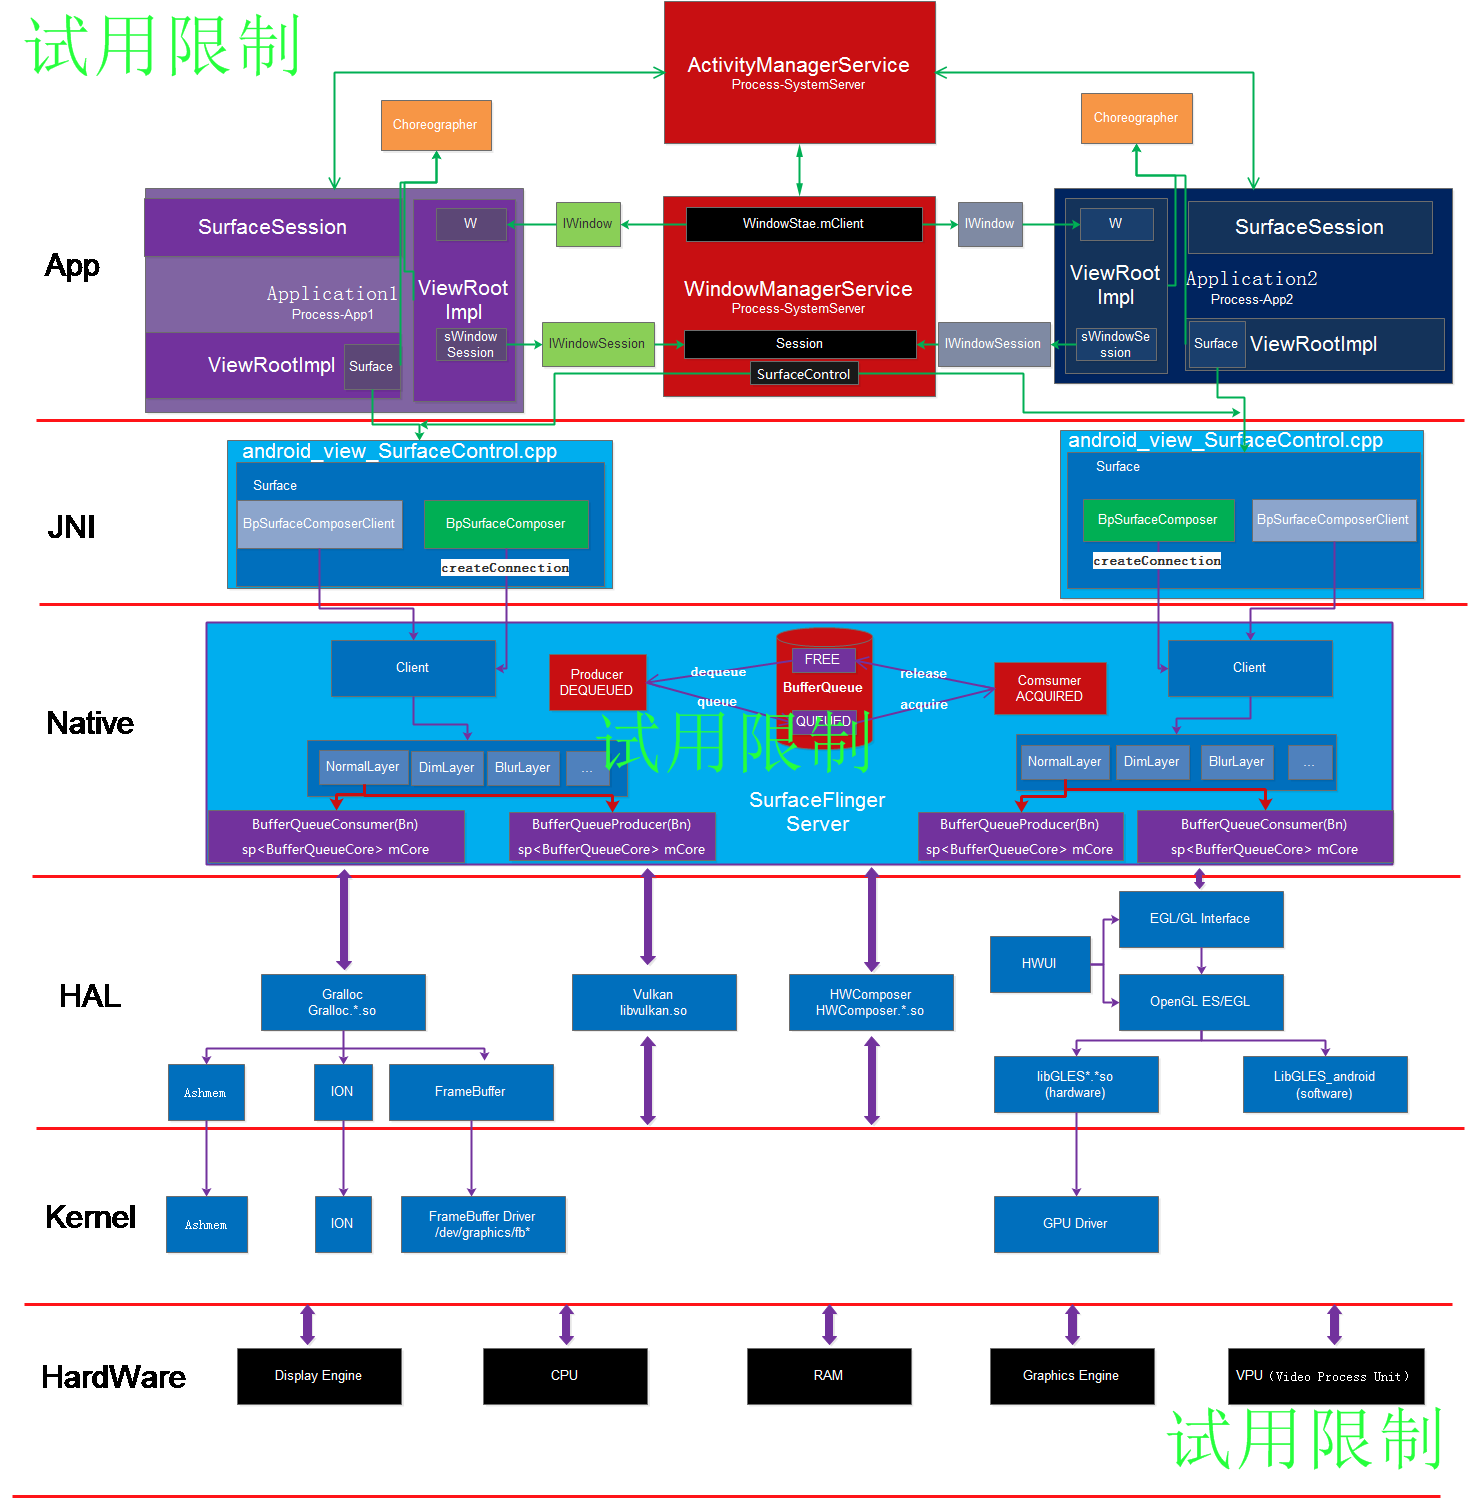 试用限制
ActivityManagerService
Process-SystemServer
Choreographer
Choreographer
App
SurfaceSession
Application1
Process-App1
ViewRootImpl
Surface
W
ViewRoot
Impl
sWindow
Session
IWindow
IWindowSession
WindowStae.mClient
WindowManagerService
Process-SystemServer
Session
SurfaceControl
IWindow
IWindowSession
W
ViewRoot
Impl
sWindowSe
ssion
SurfaceSession
Application2
Process-App2
Surface
ViewRootImpl
JNI
android_view_SurfaceControl.cpp
Surface
BpSurfaceComposerClient
BpSurfaceComposer
createConnection
android_view_SurfaceControl.cpp
Surface
BpSurfaceComposer
BpSurfaceComposerClient
createConnection
Native
Client
Producer
DEQUEUED
dequeue
queue
FREE
BufferQueue
QUEUED
release
acquire
Comsumer
ACQUIRED
Client
试用限制
NormalLayer
DimLayer
BlurLayer
...
SurfaceFlinger
Server
NormalLayer
DimLayer
BlurLayer
...
BufferQueueConsumer(Bn)
sp<BufferQueueCore> mCore
BufferQueueProducer(Bn)
sp<BufferQueueCore> mCore
BufferQueueProducer(Bn)
sp<BufferQueueCore> mCore
BufferQueueConsumer(Bn)
sp<BufferQueueCore> mCore
HAL
Gralloc
Gralloc.*.so
Vulkan
libvulkan.so
HWComposer
HWComposer.*.so
HWUI
EGL/GL Interface
OpenGL ES/EGL
Ashmem
ION
FrameBuffer
libGLES*.*so
(hardware)
LibGLES_android
(software)
Kernel
Ashmem
ION
FrameBuffer Driver
/dev/graphics/fb*
GPU Driver
HardWare
Display Engine
CPU
RAM
Graphics Engine
VPU（Video Process Unit）
试用限制